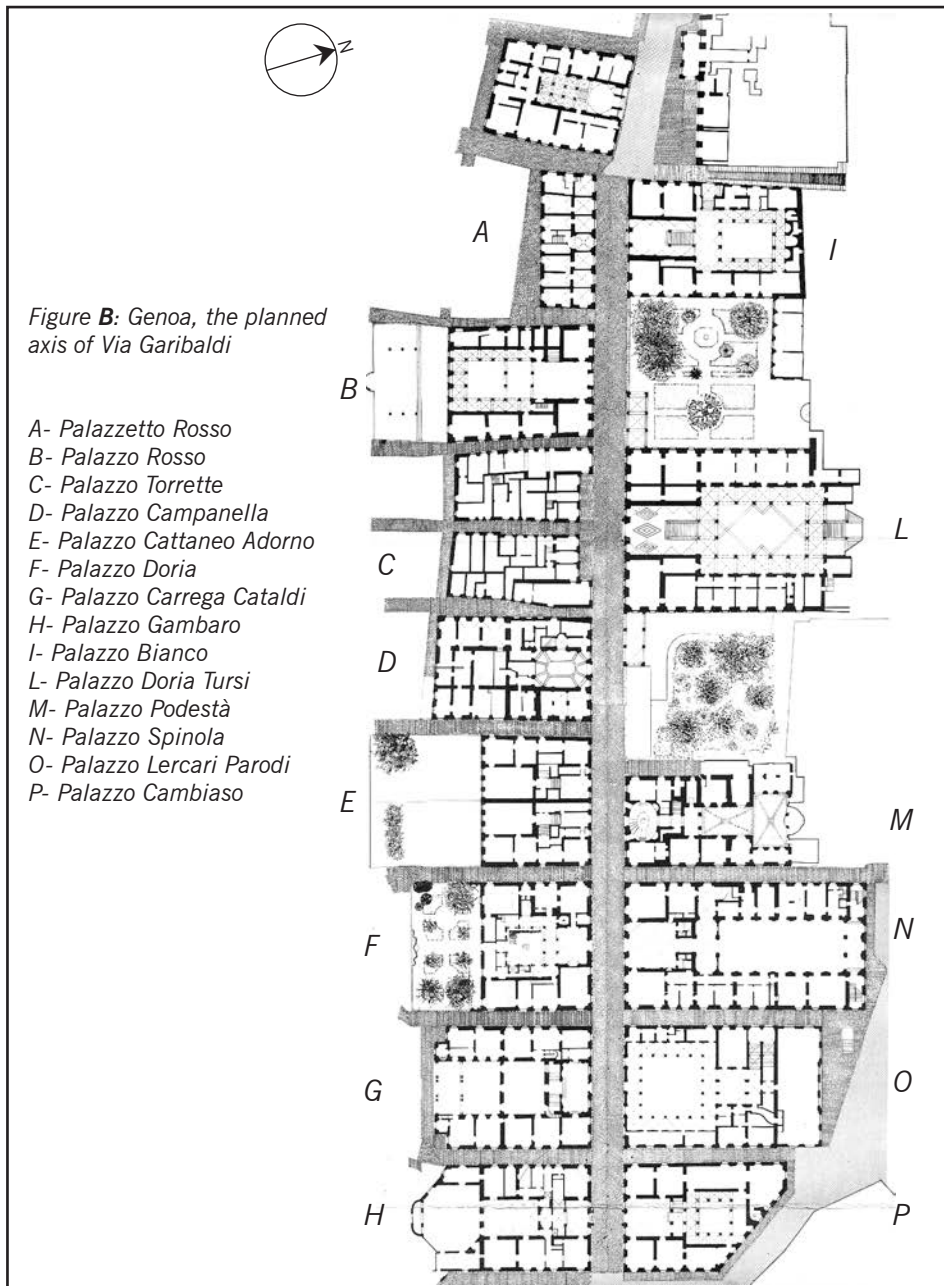 N
Figure B: Genoa, the planned
axis of Via Garibaldi
A- Palazzetto Rosso
B- Palazzo Rosso
C- Palazzo Torrette
D- Palazzo Campanella
E- Palazzo Cattaneo Adorno
F- Palazzo Doria
G- Palazzo Carrega Cataldi
H- Palazzo Gambaro
I- Palazzo Bianco
L- Palazzo Doria Tursi
M- Palazzo Podestà
N- Palazzo Spinola
O- Palazzo Lercari Parodi
P- Palazzo Cambiaso
A
I
B
L
C
D
E
M
F
N
G
O
H
P